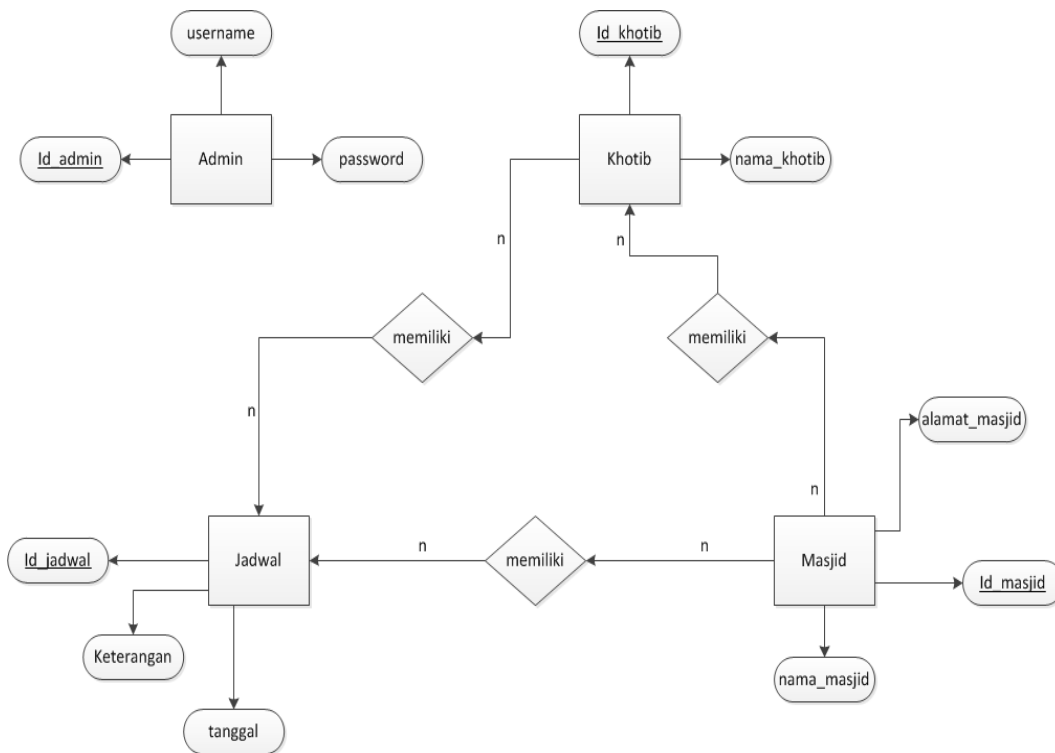 username
Id_khotib
Id_admin
Admin
password
Khotib
nama_khotib
n
n
memiliki
memiliki
n
alamat_masjid
n
Id_jadwal
Jadwal
n
memiliki
n
Masjid
Id_masjid
Keterangan
nama_masjid
tanggal